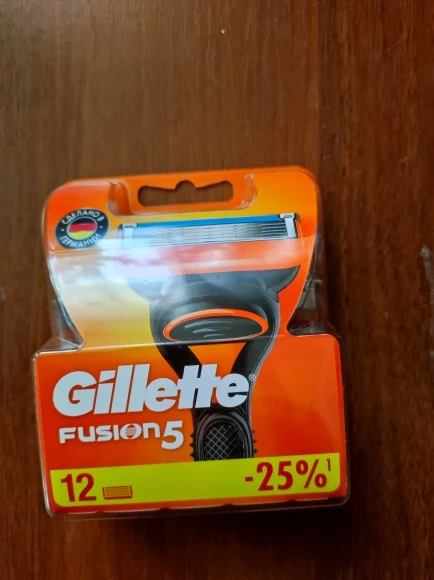 СДЕЛАНО В
ГЕРМАНИИ
Gillette®
FUSION5
12
-25%¹